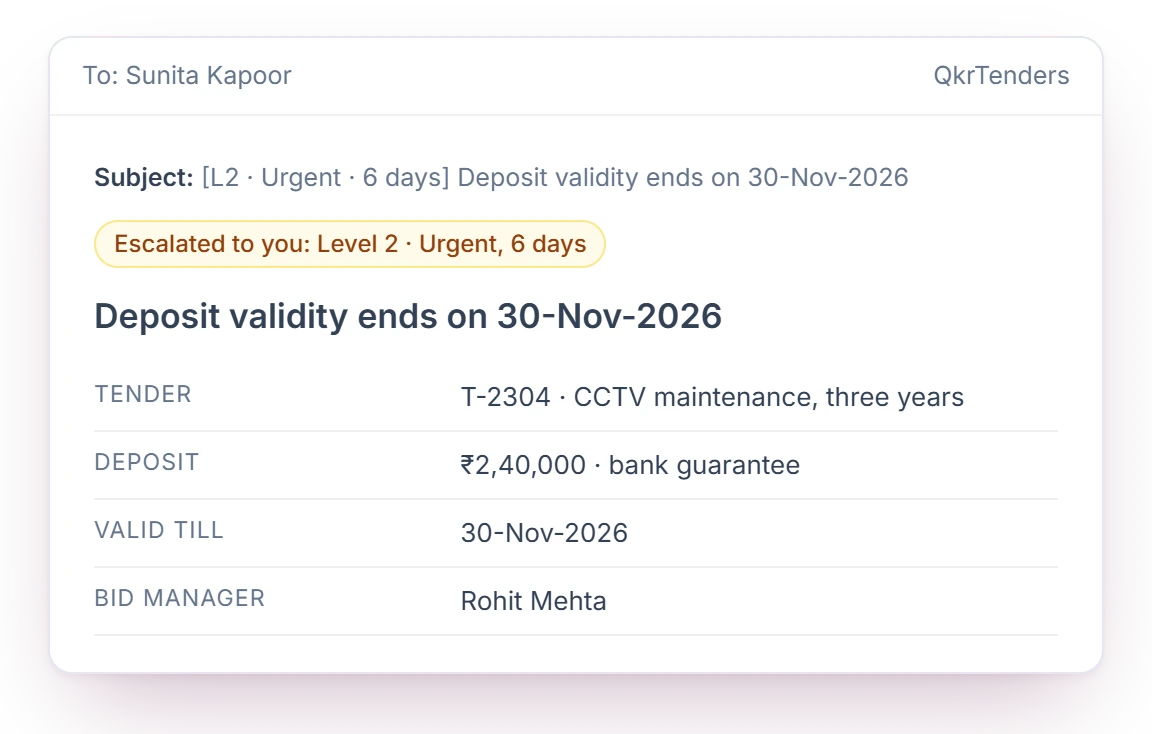 To: Sunita Kapoor
QkrTenders
Subject: [L2 · Urgent · 6 days] Deposit validity ends on 30-Nov-2026
Escalated to you: Level 2 · Urgent, 6 days
Deposit validity ends on 30-Nov-2026
TENDER
T-2304 · CCTV maintenance, three years
DEPOSIT
₹2,40,000 · bank guarantee
VALID TILL
30-Nov-2026
BID MANAGER
Rohit Mehta